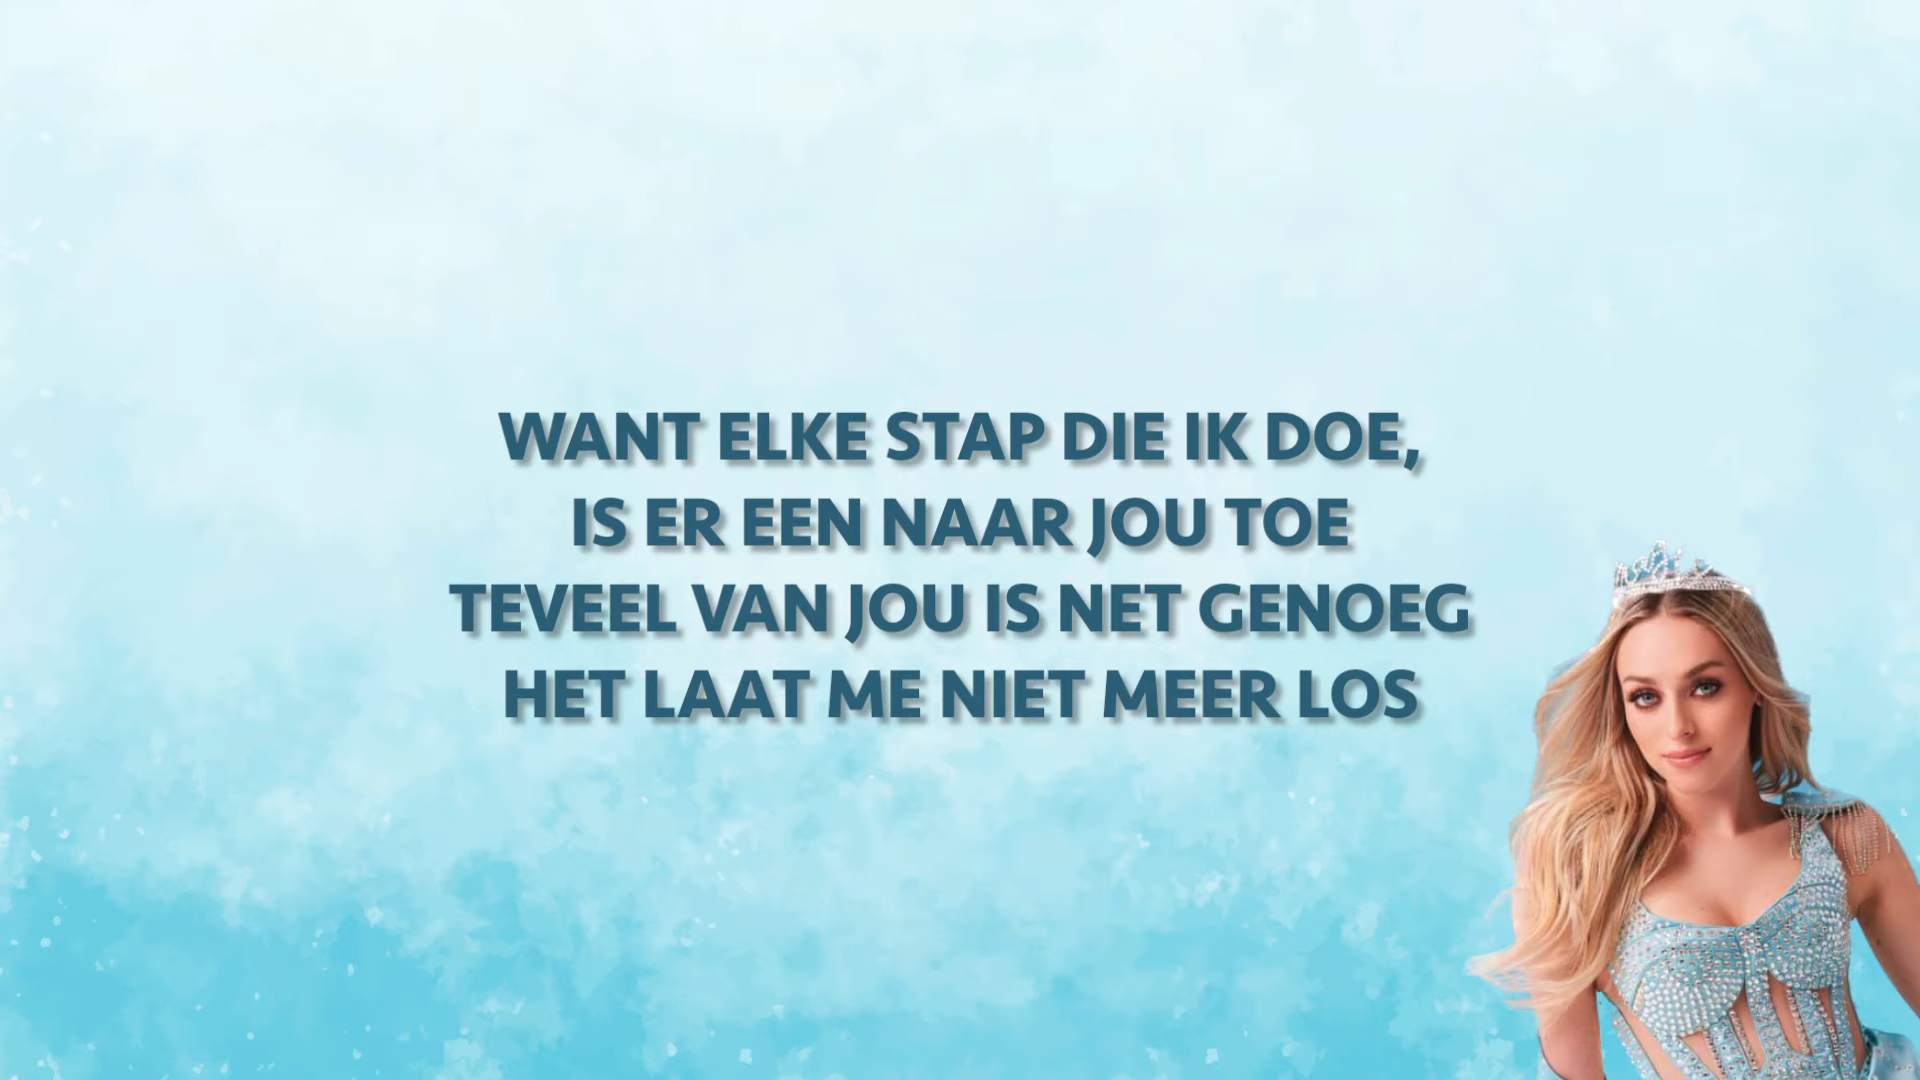 WANT ELKE STAP DIE IK DOE,
IS ER EEN NAAR JOU TOE
TEVEEL VAN JOU IS NET GENOEG
HET LAAT ME NIET MEER LOS